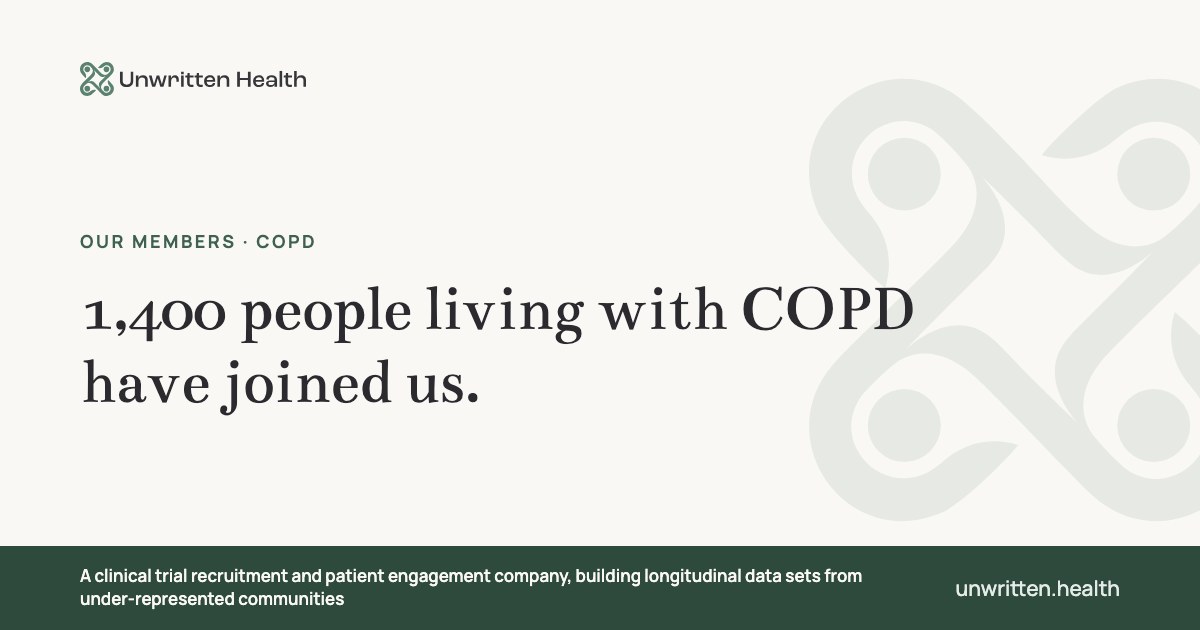 Unwritten Health
OUR MEMBERS · COPD
1,400 people living with COPD
have joined us.
A clinical trial recruitment and patient engagement company, building longitudinal data sets from
under-represented communities
unwritten.health